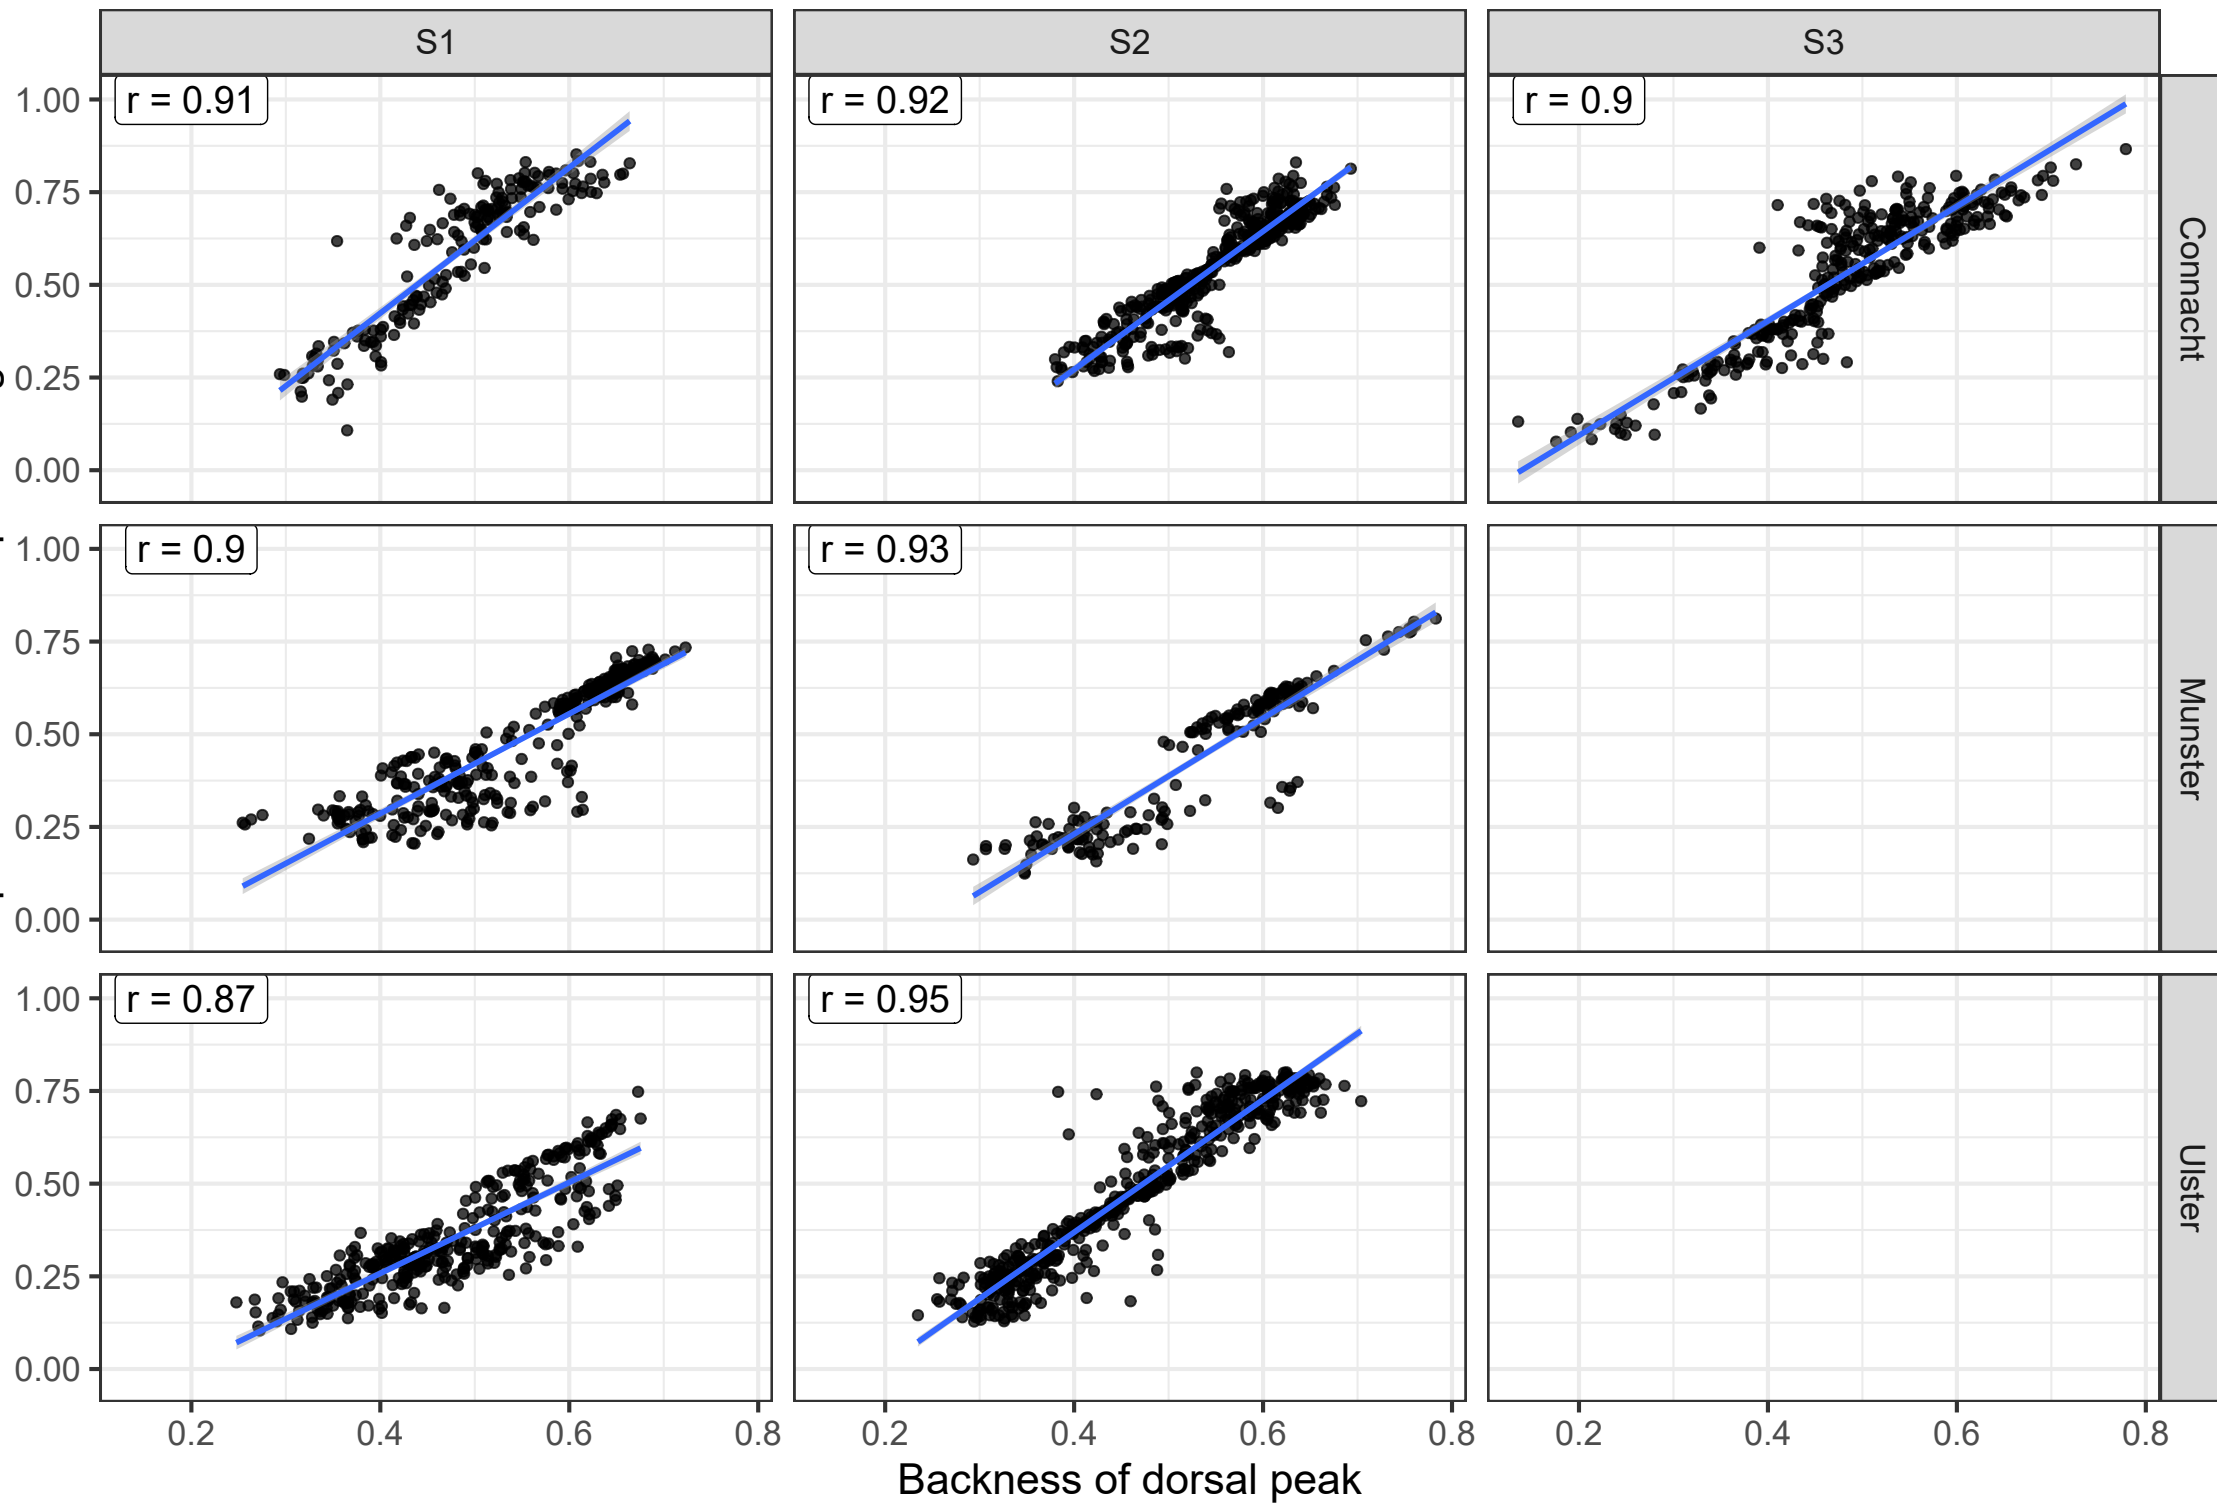 S1 S2 S3
r = 0.91 r = 0.92 r = 0.9
1.00
0.75
0.50
0.25
0.00
Connacht
r = 0.9 r = 0.93
1.00
0.75
0.50
0.25
0.00
Munster
r = 0.87 r = 0.95
1.00
0.75
0.50
0.25
0.00
Ulster
0.2 0.4 0.6 0.8 0.2 0.4 0.6 0.8 0.2 0.4 0.6 0.8
Backness of dorsal peak